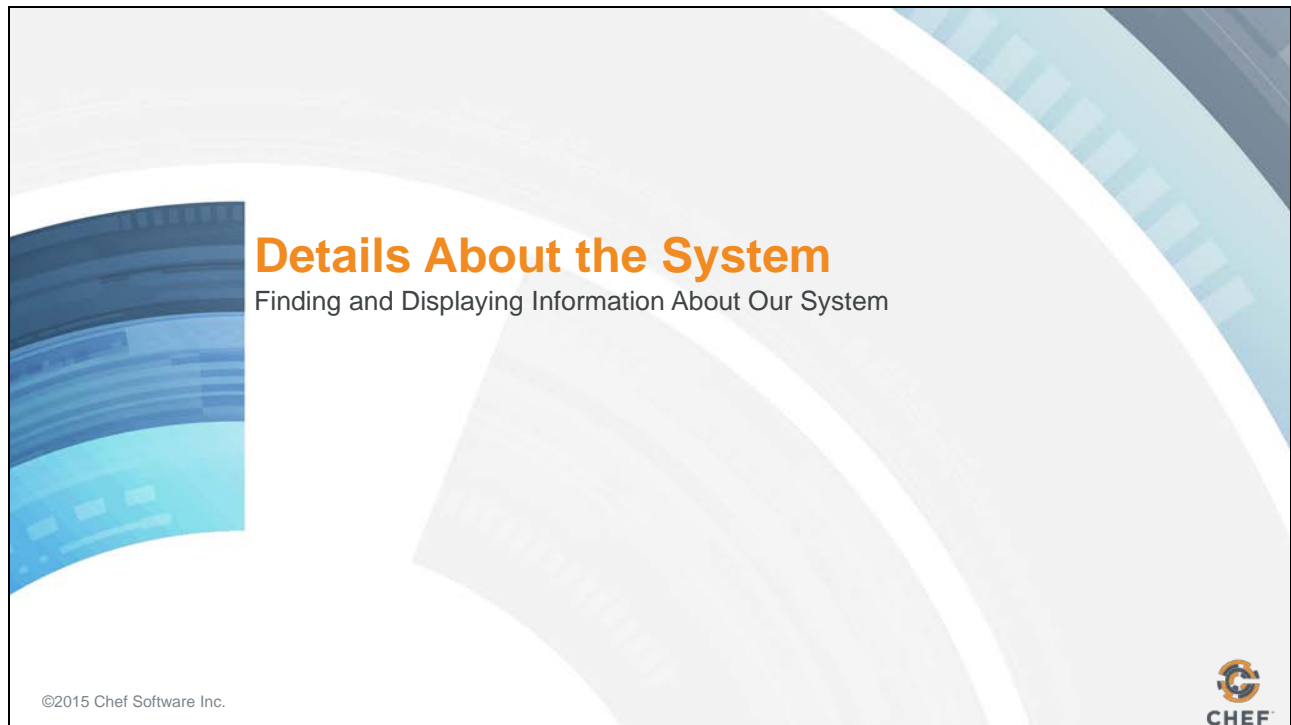 Details About the System
Finding and Displaying Information About Our System
©2015 Chef Software Inc.
CHEF